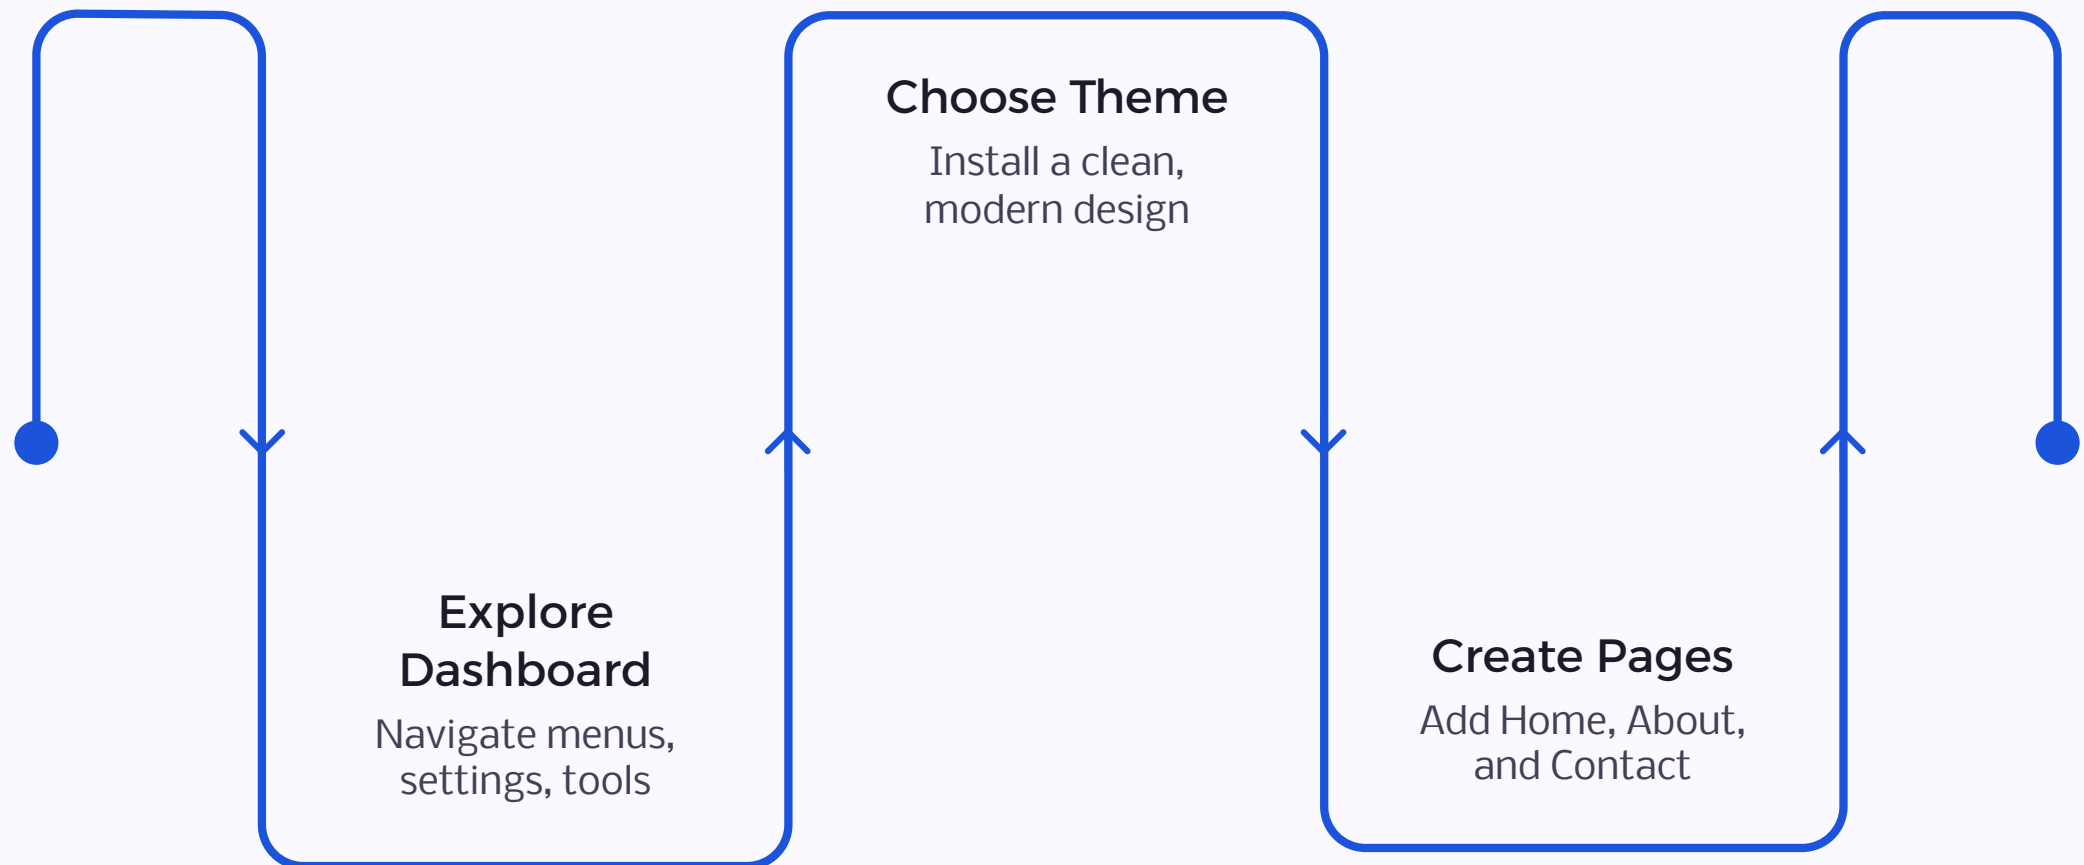 Explore
Dashboard
Navigate menus,
settings, tools
Choose Theme
Install a clean,
modern design
Create Pages
Add Home, About,
and Contact